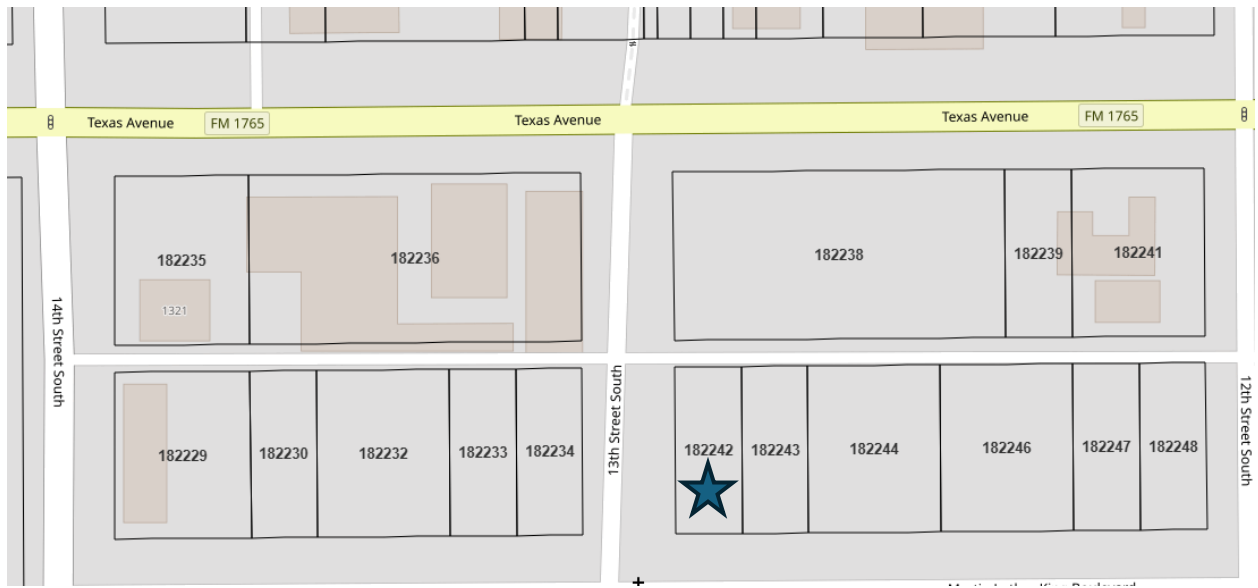 8
Texas Avenue
FM 1765
Texas Avenue
Texas Avenue
FM 1765
182235
182236
182238
182239
182241
1321
14th Street South
13th Street South
12th Street South
182229
182230
182232
182233
182234
182242
182243
182244
182246
182247
182248